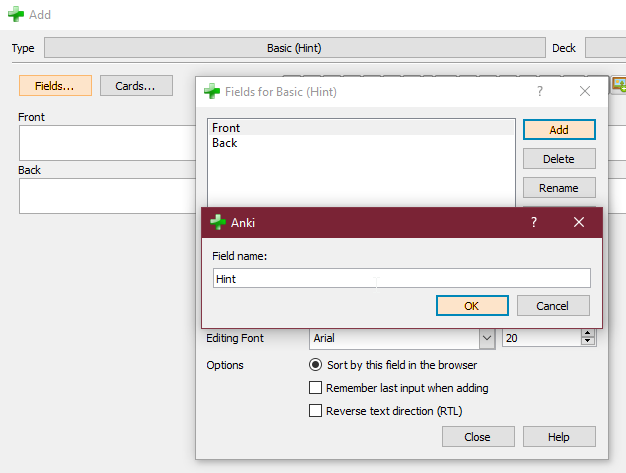 Add
Type Basic (Hint) Deck
Fields... Cards...
Front
Back
Fields for Basic (Hint) ?
Front
Back
Add
Delete
Rename
Anki ?
Field name:
Hint
OK Cancel
Editing Font Arial 20
Options Sort by this field in the browser
Remember last input when adding
Reverse text direction (RTL)
Close Help